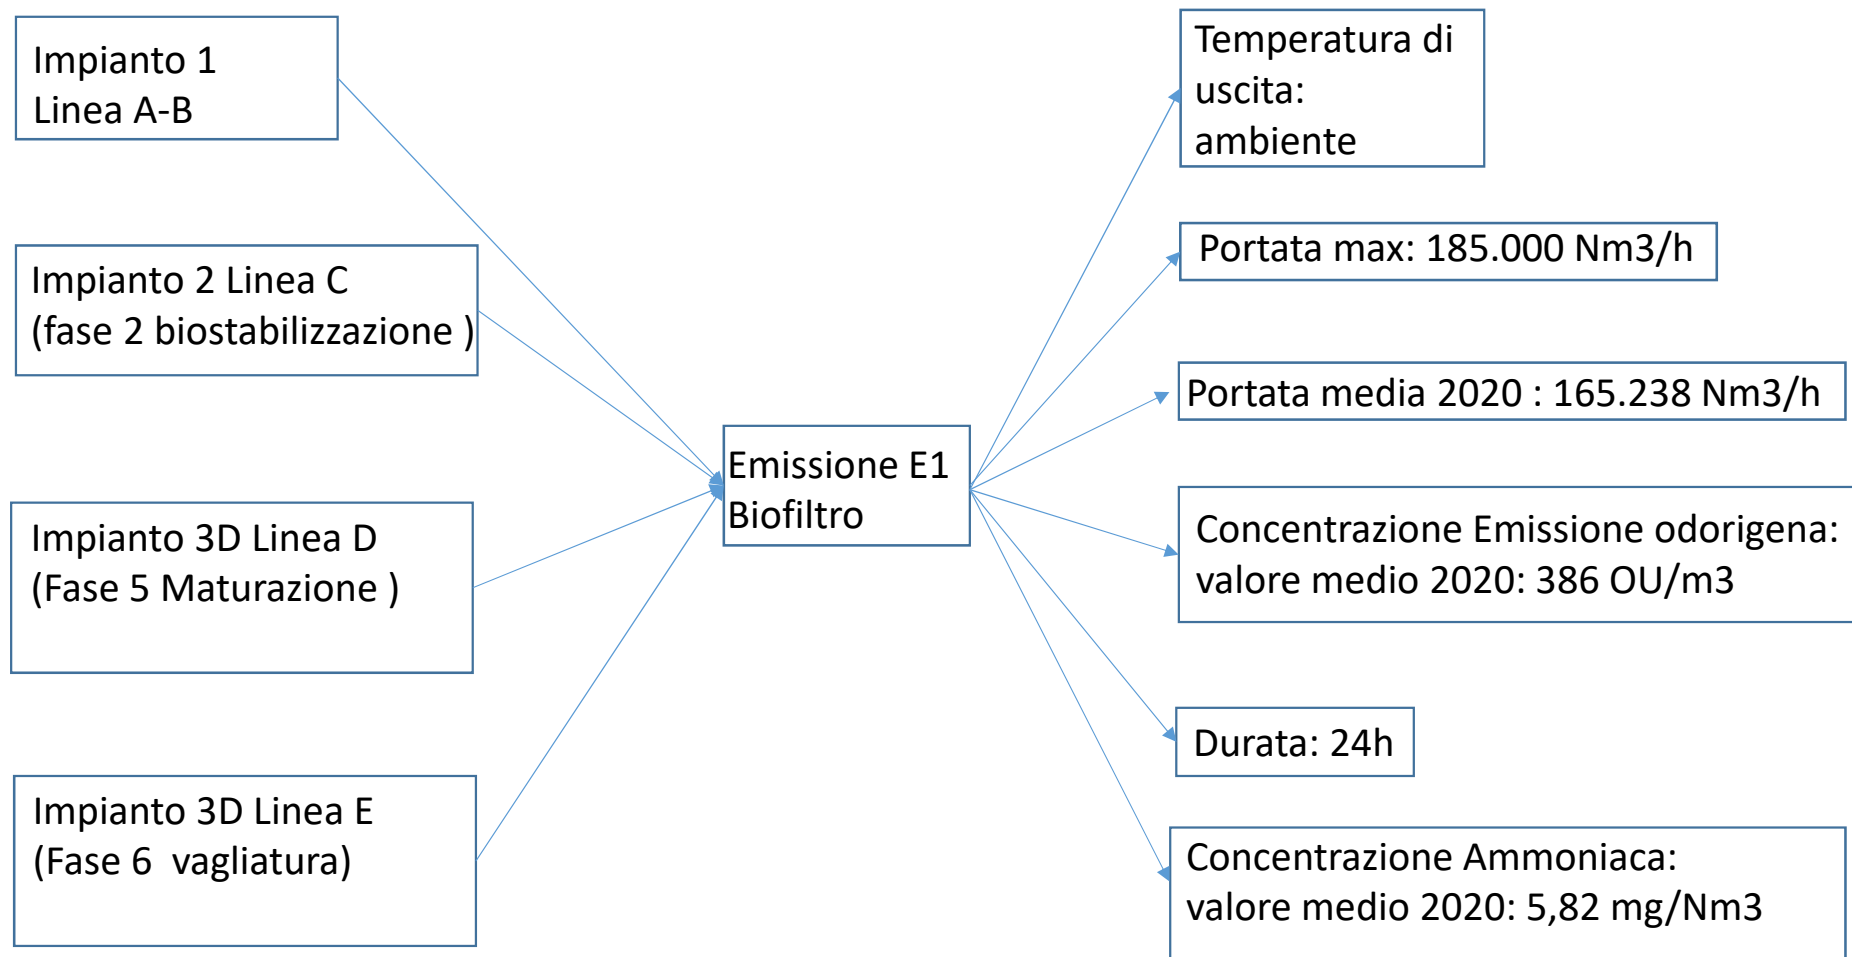 Impianto 1
Linea A-B
Impianto 2 Linea C
(fase 2 biostabilizzazione )
Impianto 3D Linea D
(Fase 5 Maturazione )
Impianto 3D Linea E
(Fase 6  vagliatura)
Emissione E1
Biofiltro
Temperatura di
uscita:
ambiente
Portata max: 185.000 Nm3/h
Portata media 2020 : 165.238 Nm3/h
Concentrazione Emissione odorigena:
valore medio 2020: 386 OU/m3
Durata: 24h
Concentrazione Ammoniaca:
valore medio 2020: 5,82 mg/Nm3